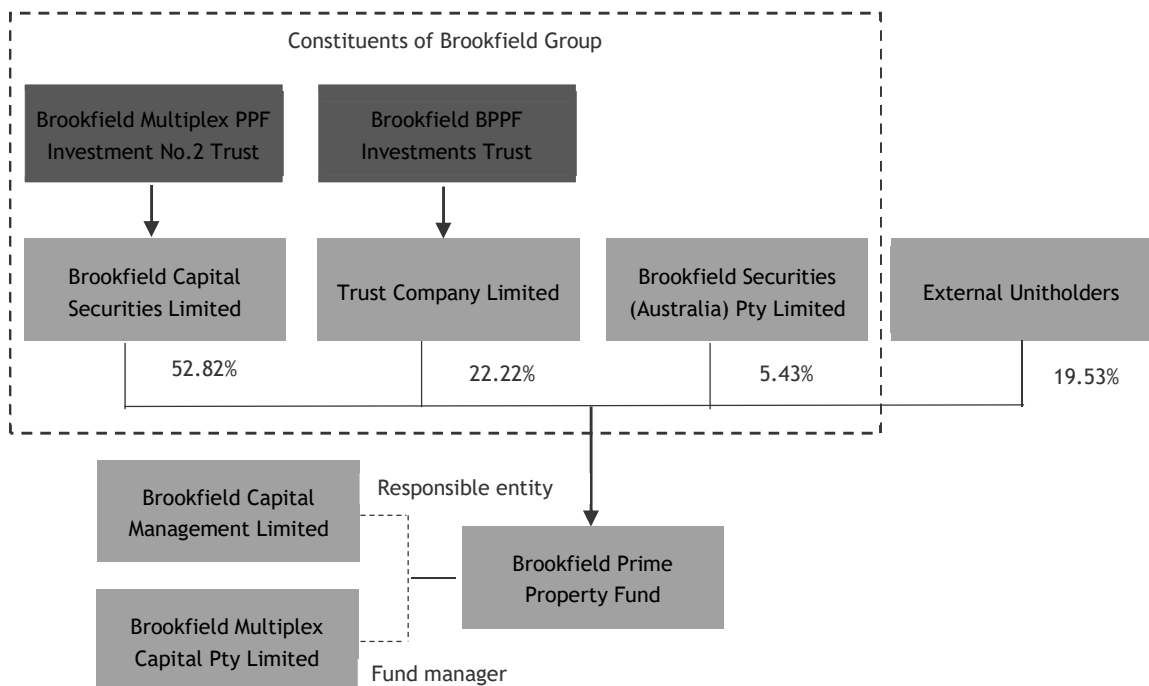 Constituents of Brookfield Group
Brookfield Multiplex PPF
Investment No.2 Trust
Brookfield BPPF
Investments Trust
Brookfield Capital
Securities Limited
Trust Company Limited
Brookfield Securities
(Australia) Pty Limited
External Unitholders
52.82%
22.22%
5.43%
19.53%
Brookfield Capital
Management Limited
Responsible entity
Brookfield Prime
Property Fund
Brookfield Multiplex
Capital Pty Limited
Fund manager